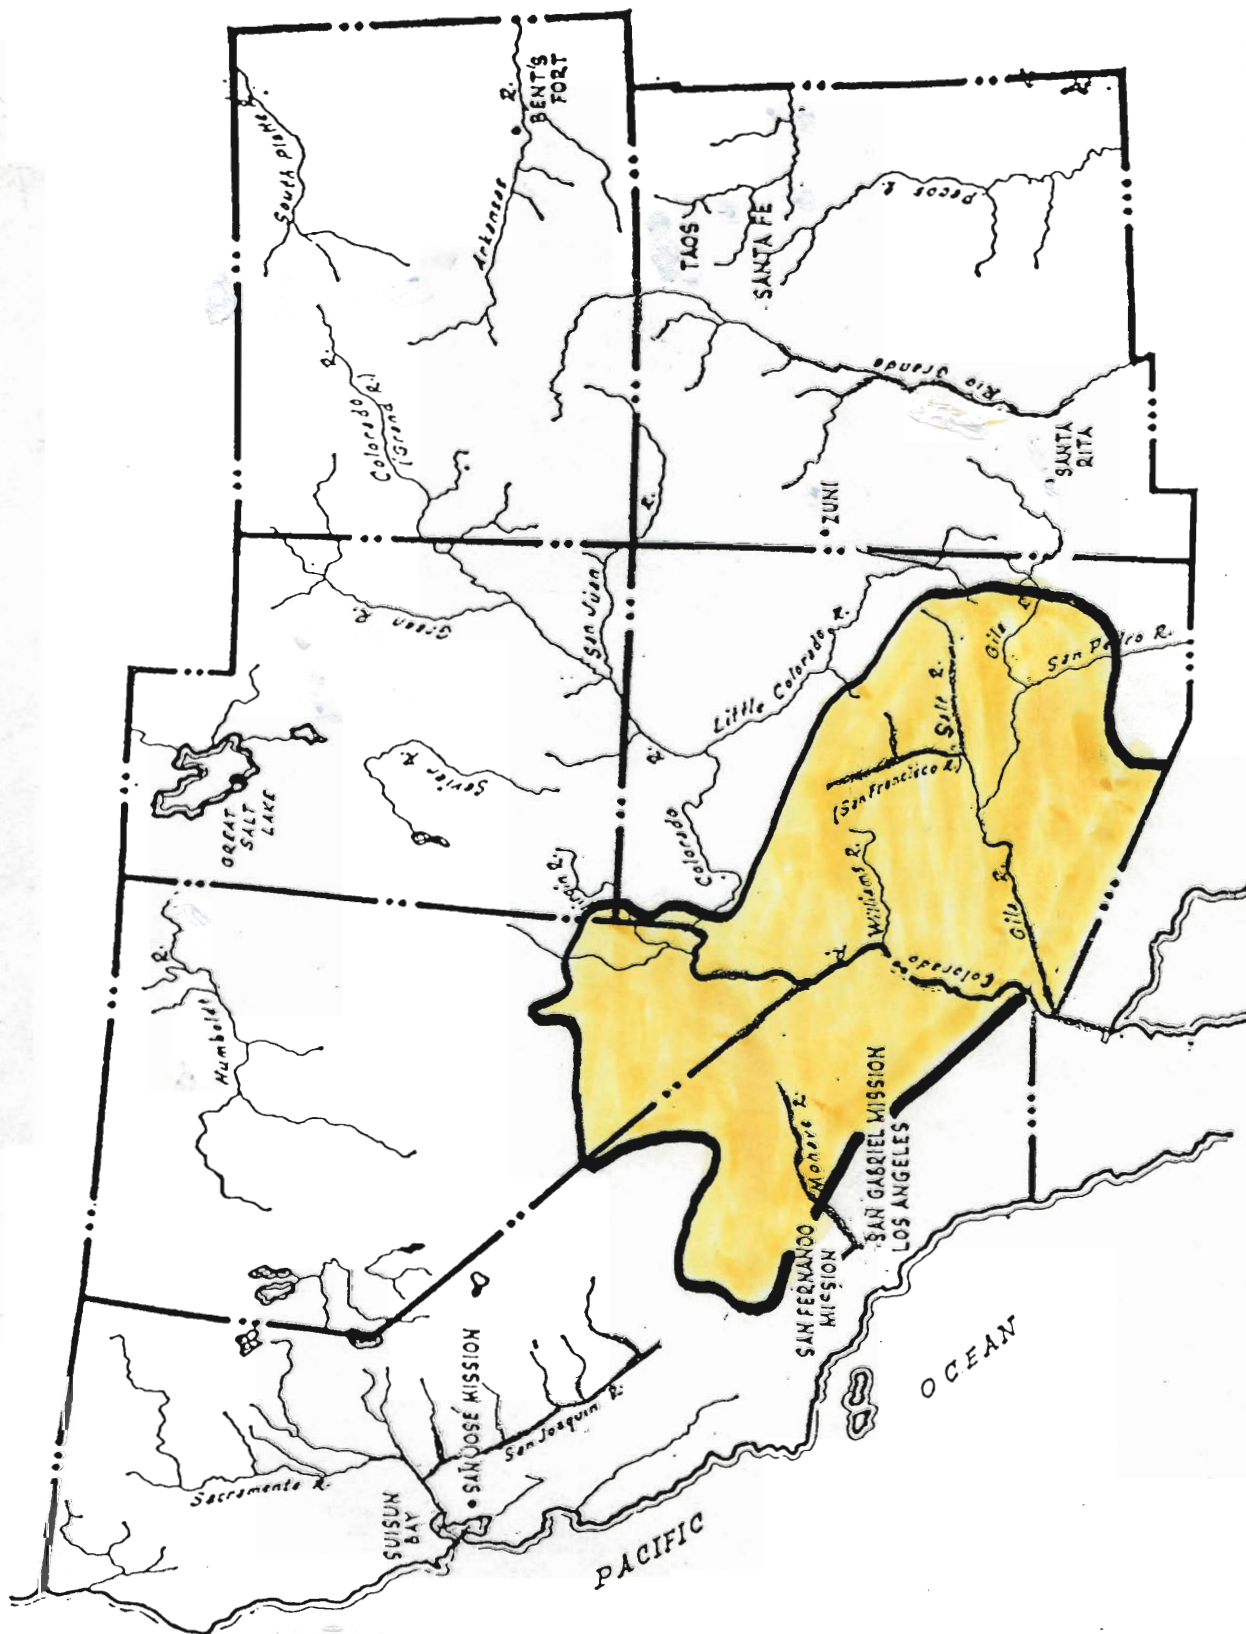 South Platte
Arkansas
R.
BENT'S
FORT
Colorado
R.
(Grand R.)
Green
R.
San Juan
R.
GREAT
SALT
LAKE
Sevier
R.
Humboldt
R.
TAOS
SANTA FE
Pecos
R.
Rio Grande
SANTA
RITA
ZUNI
Little Colorado
R.
Colorado
R.
Salt R.
Gila
R.
San Pedro R.
(San Francisco R.)
Williams R.
Gila R.
Colorado
R.
Mohave R.
SAN GABRIEL MISSION
LOS ANGELES
SAN FERNANDO
MISSION
SAN JOSE MISSION
San Joaquin R.
Sacramento R.
SUISUN
BAY
PACIFIC
OCEAN